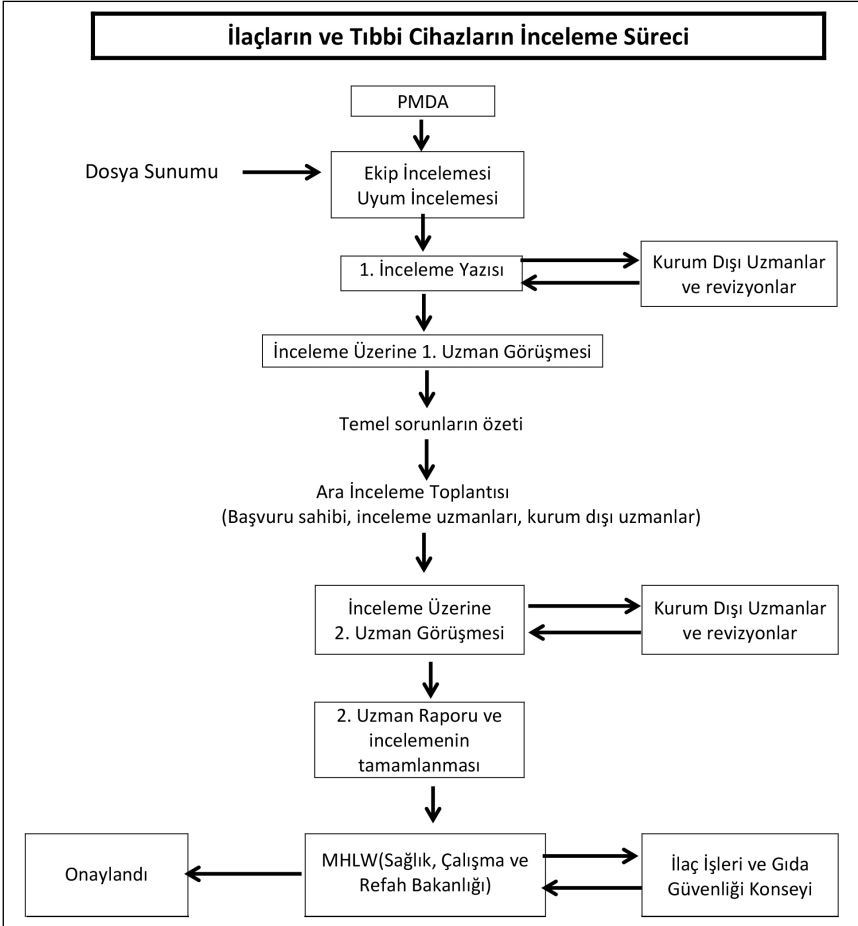 İlaçların ve Tıbbi Cihazların İnceleme Süreci
PMDA
Dosya Sunumu
Ekip İncelemesi
Uyum İncelemesi
1. İnceleme Yazısı
Kurum Dışı Uzmanlar
ve revizyonlar
İnceleme Üzerine 1. Uzman Görüşmesi
Temel sorunların özeti
Ara İnceleme Toplantısı
(Başvuru sahibi, inceleme uzmanları, kurum dışı uzmanlar)
İnceleme Üzerine
2. Uzman Görüşmesi
Kurum Dışı Uzmanlar
ve revizyonlar
2. Uzman Raporu ve
incelemenin
tamamlanması
Onaylandı
MHLW(Sağlık, Çalışma ve
Refah Bakanlığı)
İlaç İşleri ve Gıda
Güvenliği Konseyi